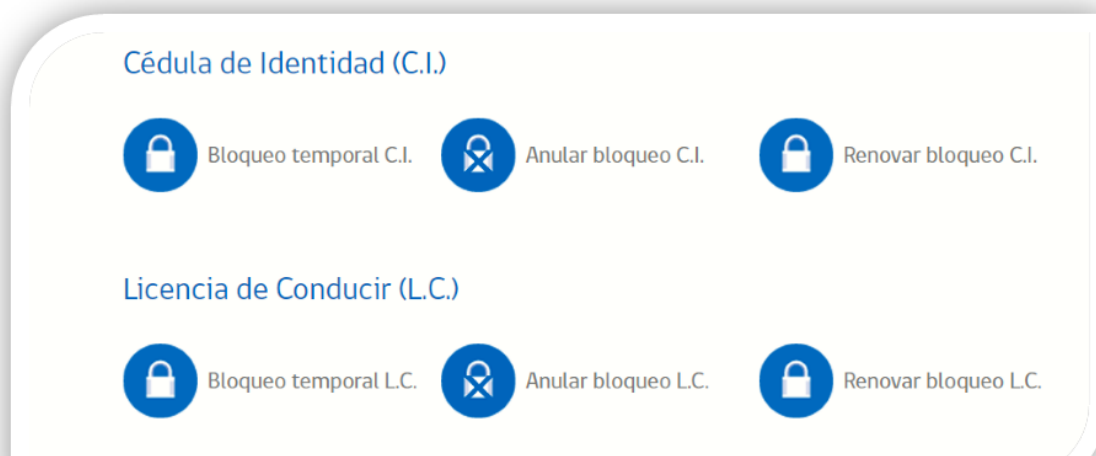 Cédula de Identidad (C.I.)
Bloqueo temporal C.I. Anular bloqueo C.I. Renovar bloqueo C.I.
Licencia de Conducir (L.C.)
Bloqueo temporal L.C. Anular bloqueo L.C. Renovar bloqueo L.C.